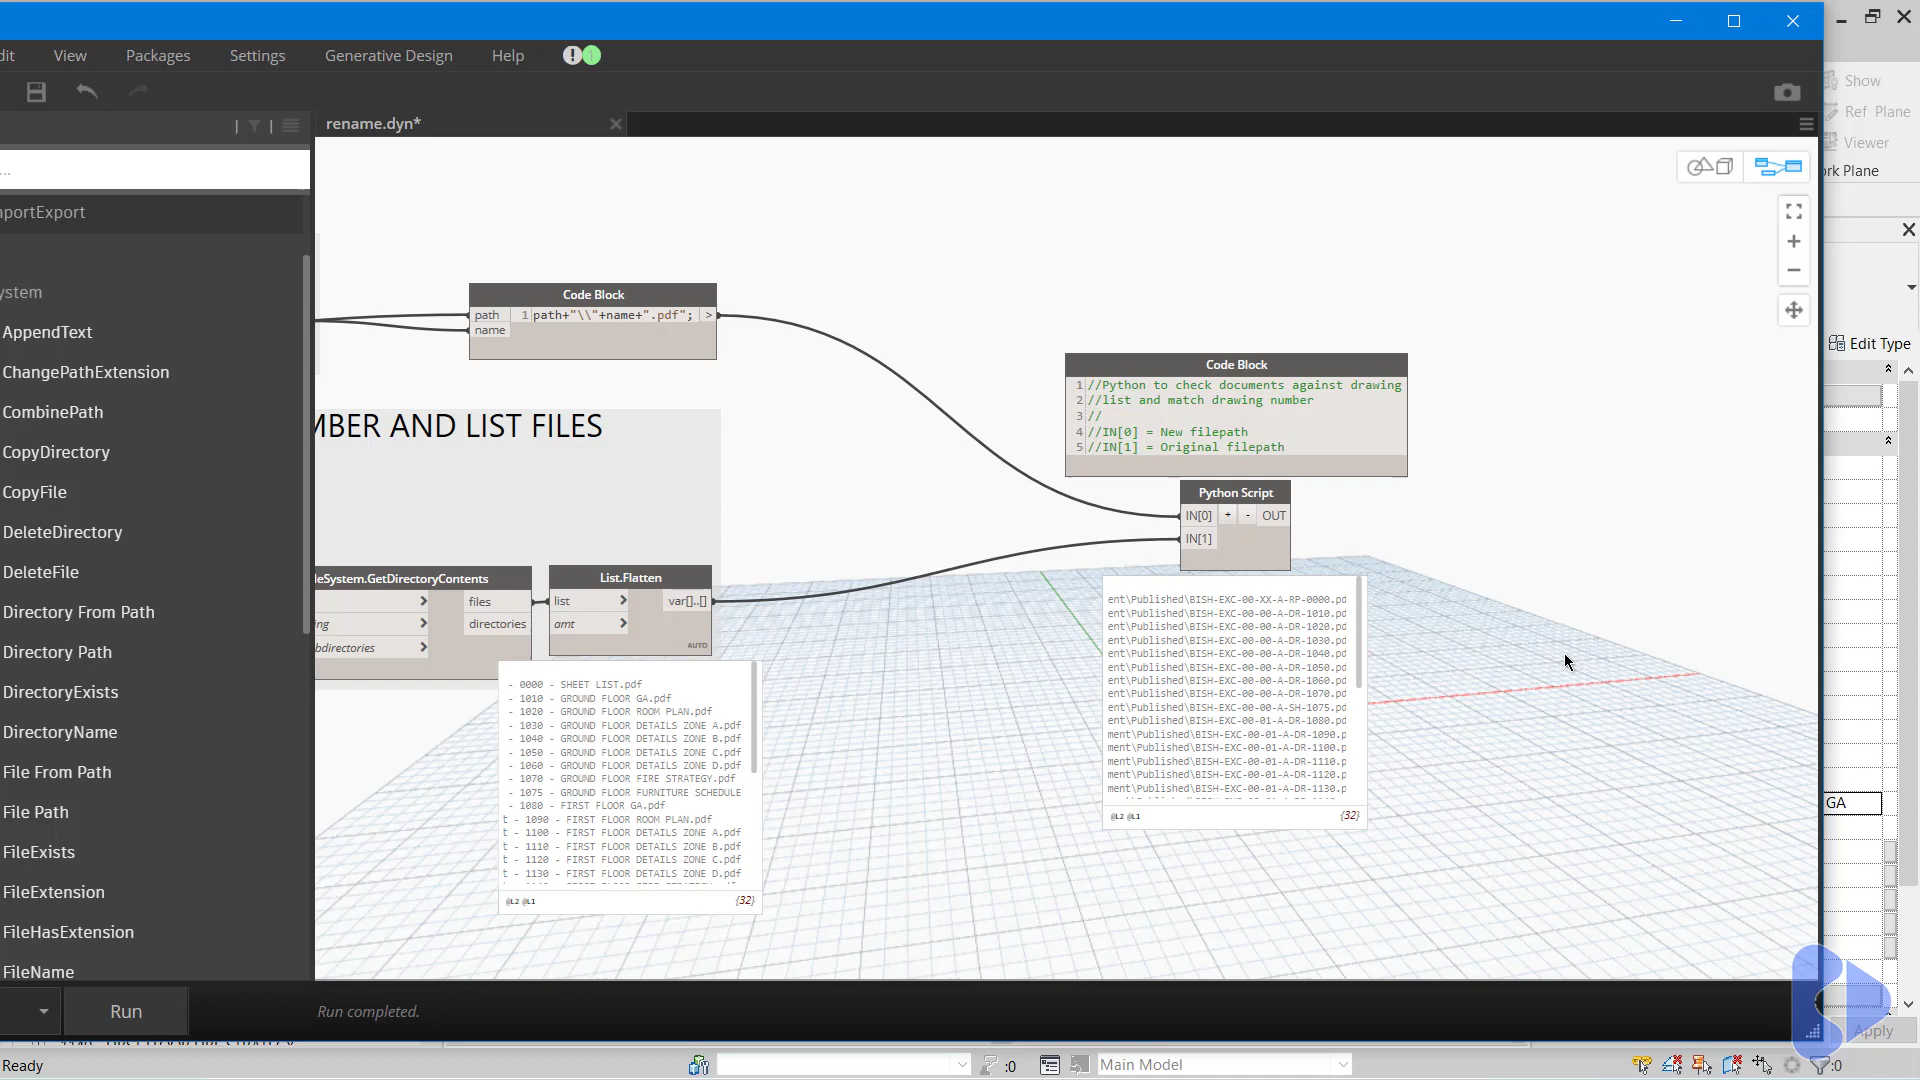 dit View Packages Settings Generative Design Help
rename.dyn*
...
nportExport
ystem
AppendText
ChangePathExtension
CombinePath
CopyDirectory
CopyFile
DeleteDirectory
DeleteFile
Directory From Path
Directory Path
DirectoryExists
DirectoryName
File From Path
File Path
FileExists
FileExtension
FileHasExtension
FileName
Run
Run completed.
Code Block
path 1 path+"\\"+name+".pdf"; >
name
MBER AND LIST FILES
leSystem.GetDirectoryContents
> files
ing > directories
bdirectories >
List.Flatten
list > var[]..[]
amt >
AUTO
- 0000 - SHEET LIST.pdf
- 1010 - GROUND FLOOR GA.pdf
- 1020 - GROUND FLOOR ROOM PLAN.pdf
- 1030 - GROUND FLOOR DETAILS ZONE A.pdf
- 1040 - GROUND FLOOR DETAILS ZONE B.pdf
- 1050 - GROUND FLOOR DETAILS ZONE C.pdf
- 1060 - GROUND FLOOR DETAILS ZONE D.pdf
- 1070 - GROUND FLOOR FIRE STRATEGY.pdf
- 1075 - GROUND FLOOR FURNITURE SCHEDULE
- 1080 - FIRST FLOOR GA.pdf
t - 1090 - FIRST FLOOR ROOM PLAN.pdf
t - 1100 - FIRST FLOOR DETAILS ZONE A.pdf
t - 1110 - FIRST FLOOR DETAILS ZONE B.pdf
t - 1120 - FIRST FLOOR DETAILS ZONE C.pdf
t - 1130 - FIRST FLOOR DETAILS ZONE D.pdf
@L2 @L1 {32}
Code Block
1 //Python to check documents against drawing
2 //list and match drawing number
3 //
4 //IN[0] = New filepath
5 //IN[1] = Original filepath
Python Script
IN[0] + - OUT
IN[1]
ent\Published\BISH-EXC-00-XX-A-RP-0000.pd
ent\Published\BISH-EXC-00-00-A-DR-1010.pd
ent\Published\BISH-EXC-00-00-A-DR-1020.pd
ent\Published\BISH-EXC-00-00-A-DR-1030.pd
ent\Published\BISH-EXC-00-00-A-DR-1040.pd
ent\Published\BISH-EXC-00-00-A-DR-1050.pd
ent\Published\BISH-EXC-00-00-A-DR-1060.pd
ent\Published\BISH-EXC-00-00-A-DR-1070.pd
ent\Published\BISH-EXC-00-00-A-SH-1075.pd
ent\Published\BISH-EXC-00-01-A-DR-1080.pd
ment\Published\BISH-EXC-00-01-A-DR-1090.p
ment\Published\BISH-EXC-00-01-A-DR-1100.p
ment\Published\BISH-EXC-00-01-A-DR-1110.p
ment\Published\BISH-EXC-00-01-A-DR-1120.p
ment\Published\BISH-EXC-00-01-A-DR-1130.p
@L2 @L1 {32}
Show
Ref Plane
Viewer
ork Plane
Edit Type
GA
Apply
Ready
:0
Main Model
:0